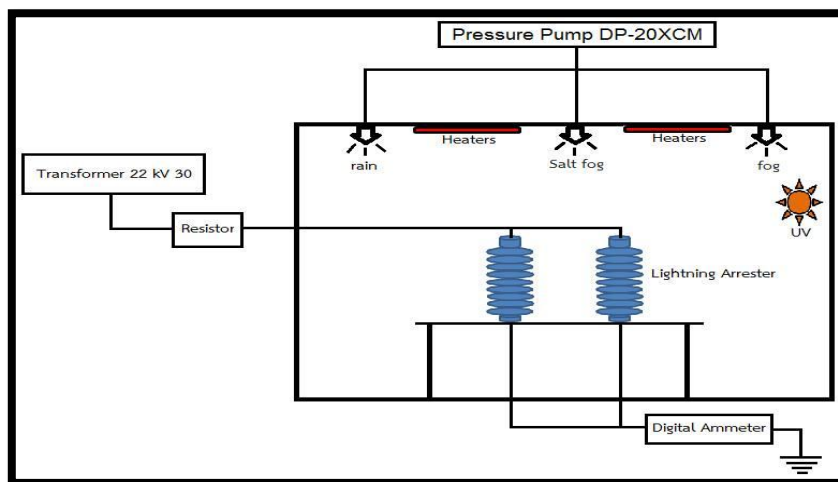 Pressure Pump DP-20XCM
Heaters
Heaters
rain
Salt fog
fog
Transformer 22 kV 30
UV
Resistor
Lightning Arrester
Digital Ammeter